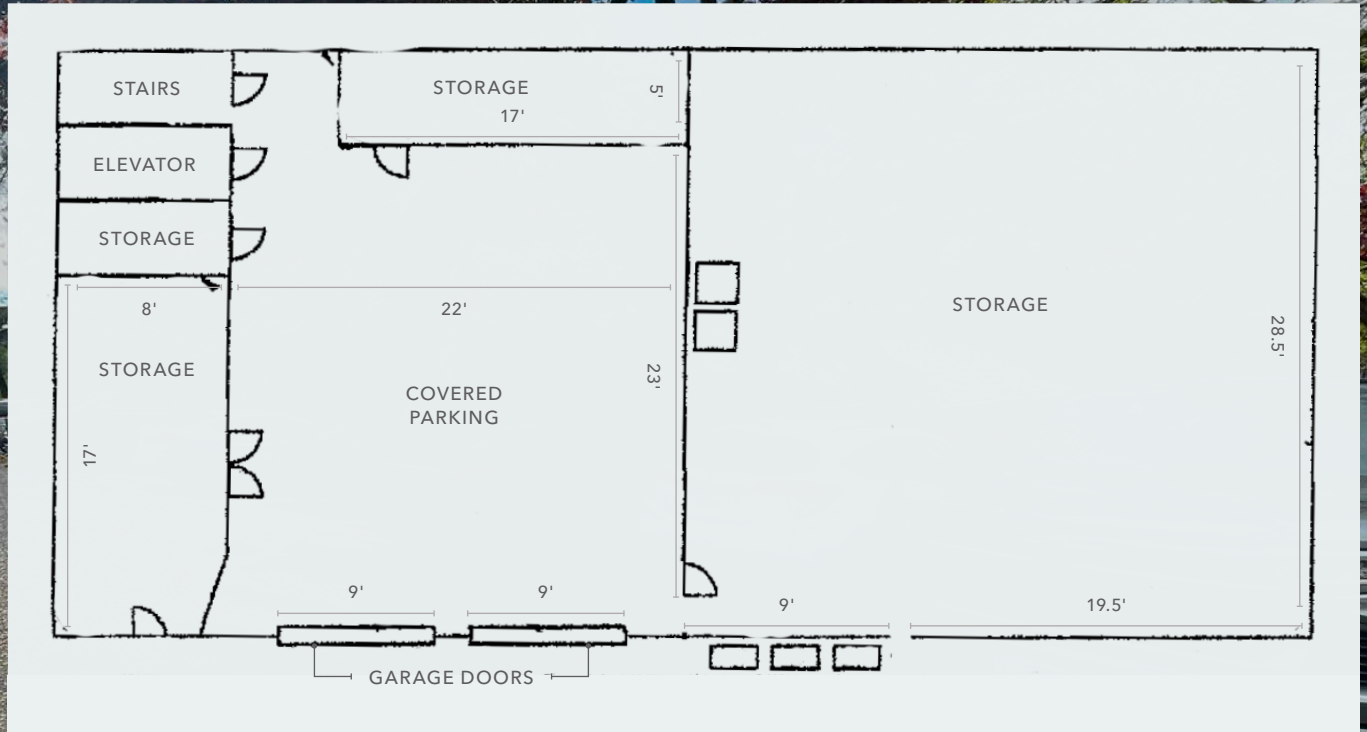 STAIRS
STORAGE
5'
17'
ELEVATOR
STORAGE
8'
22'
STORAGE
28.5'
STORAGE
23'
COVERED
PARKING
17'
9'
9'
9'
19.5'
GARAGE DOORS